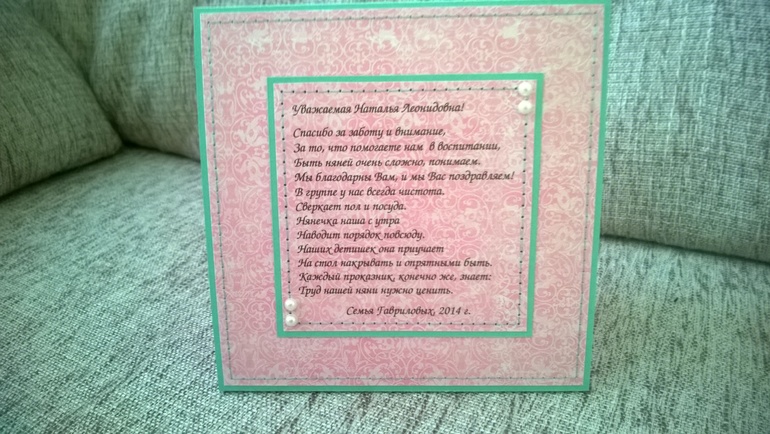 Уважаемая Наталья Леонидовна!
Спасибо за заботу и внимание,
За то, что помогаете нам в воспитании,
Быть няней очень сложно, понимаем.
Мы благодарны Вам, и мы Вас поздравляем!
В группе у нас всегда чистота.
Сверкает пол и посуда.
Нянечка наша с утра
Наводит порядок повсюду.
Наших детишек она приучает
На стол накрывать и опрятными быть.
Каждый проказник, конечно же, знает:
Труд нашей няни нужно ценить.
Семья Гавриловых, 2014 г.